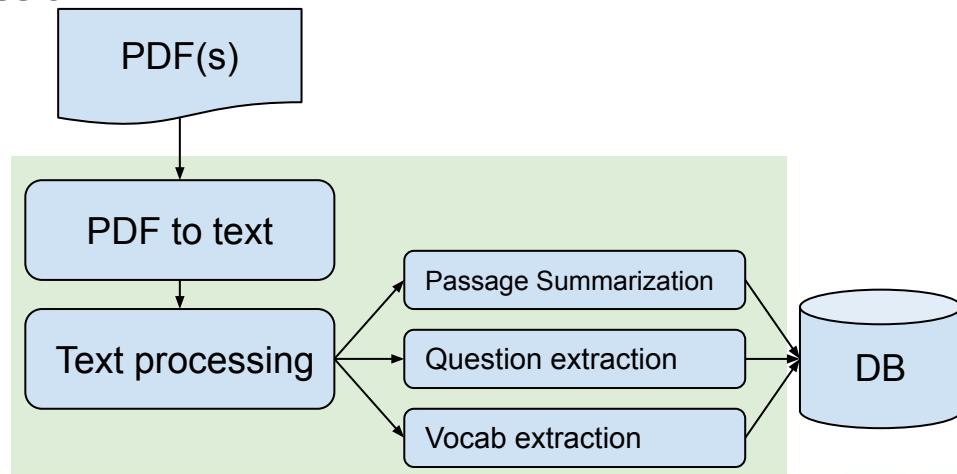 PDF(s)
PDF to text
Text processing
Passage Summarization
Question extraction
Vocab extraction
DB